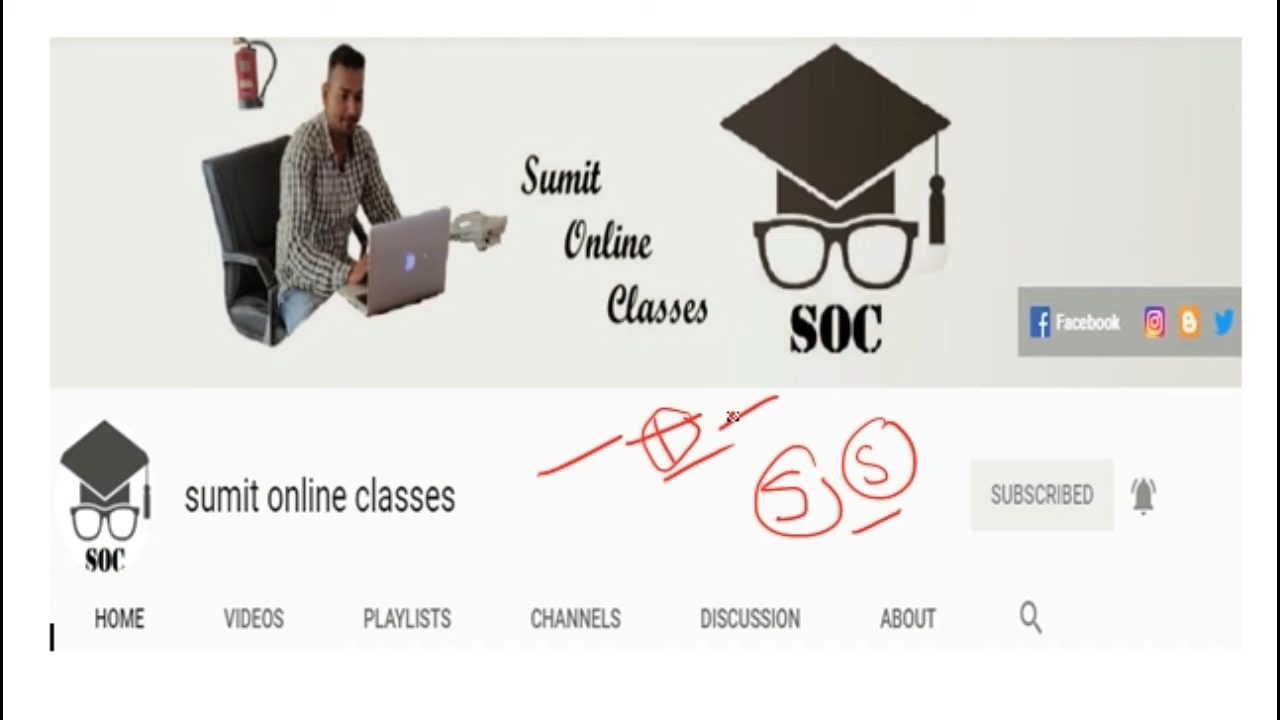 Sumit
Online
Classes
SOC
Facebook
SOC
sumit online classes
S S
SUBSCRIBED
HOME VIDEOS PLAYLISTS CHANNELS DISCUSSION ABOUT